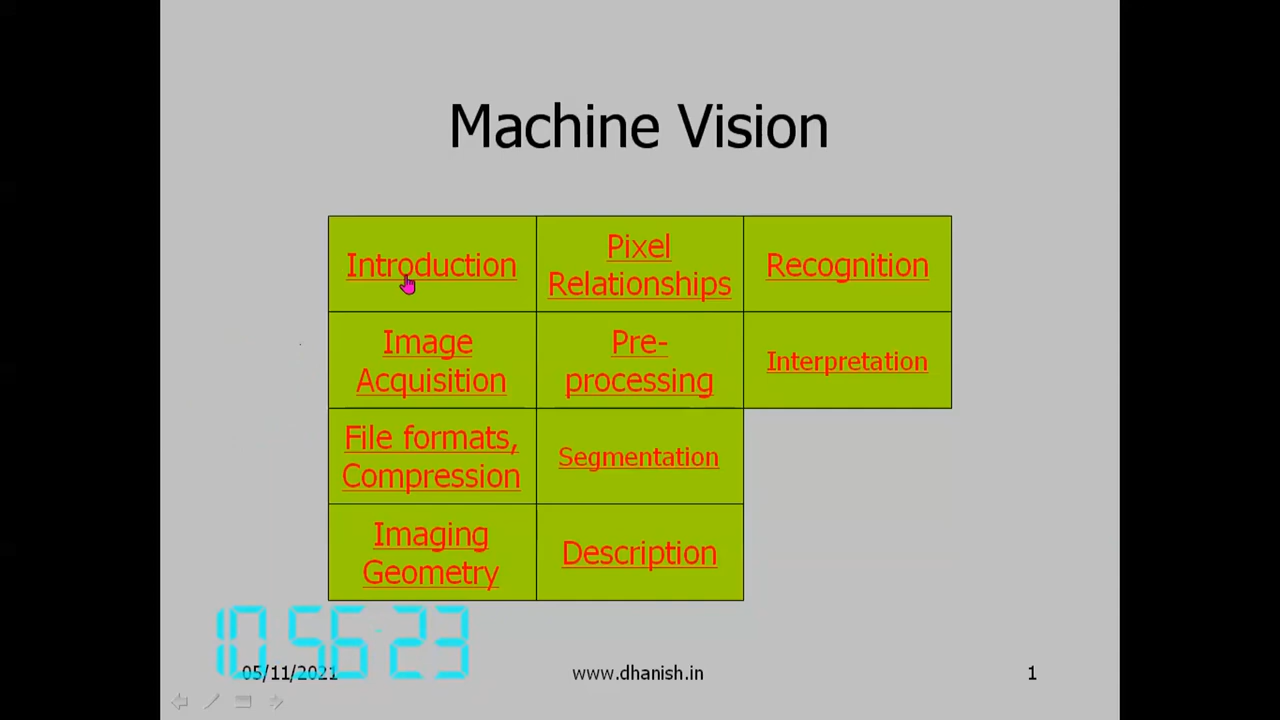 Machine Vision
Introduction
Pixel
Relationships
Recognition
Image
Acquisition
Pre-
processing
Interpretation
File formats,
Compression
Segmentation
Imaging
Geometry
Description
10:56:23
05/11/2021
www.dhanish.in
1